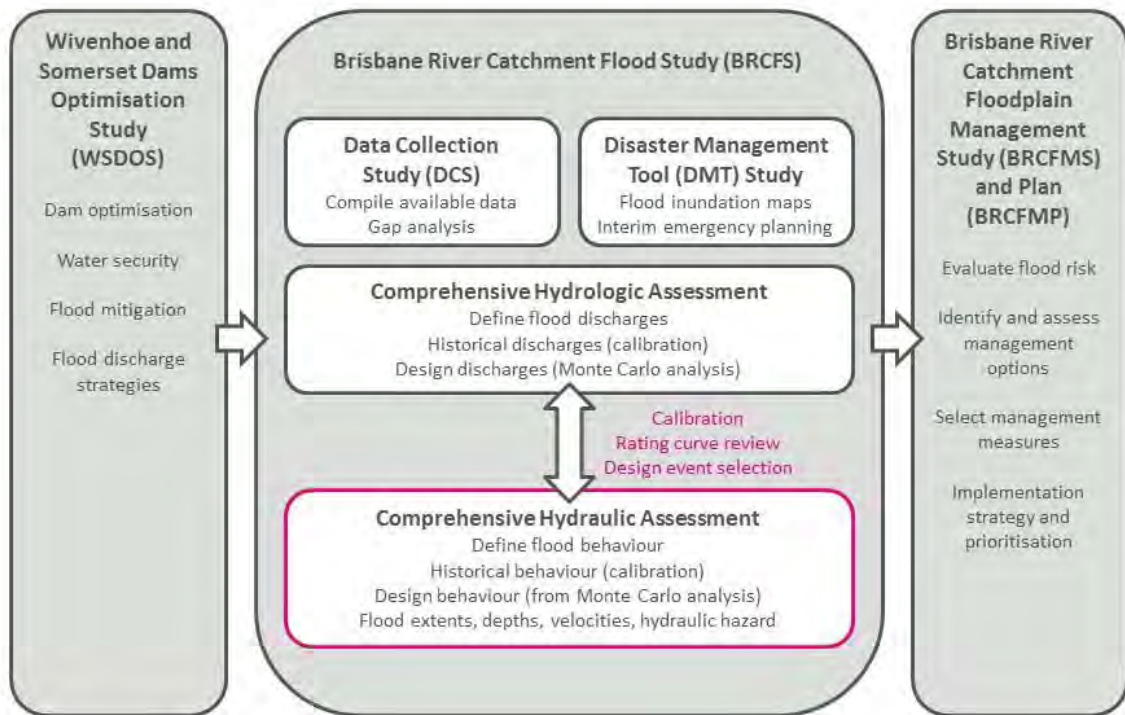 Wivenhoe and
Somerset Dams
Optimisation
Study
(WSDOS)
Dam optimisation
Water security
Flood mitigation
Flood discharge
strategies
Brisbane River Catchment Flood Study (BRCFS)
Data Collection
Study (DCS)
Compile available data
Gap analysis
Disaster Management
Tool (DMT) Study
Flood inundation maps
Interim emergency planning
Comprehensive Hydrologic Assessment
Define flood discharges
Historical discharges (calibration)
Design discharges (Monte Carlo analysis)
Calibration
Rating curve review
Design event selection
Comprehensive Hydraulic Assessment
Define flood behaviour
Historical behaviour (calibration)
Design behaviour (from Monte Carlo analysis)
Flood extents, depths, velocities, hydraulic hazard
Brisbane River
Catchment
Floodplain
Management
Study (BRCFMS)
and Plan
(BRCFMP)
Evaluate flood risk
Identify and assess
management
options
Select management
measures
Implementation
strategy and
prioritisation